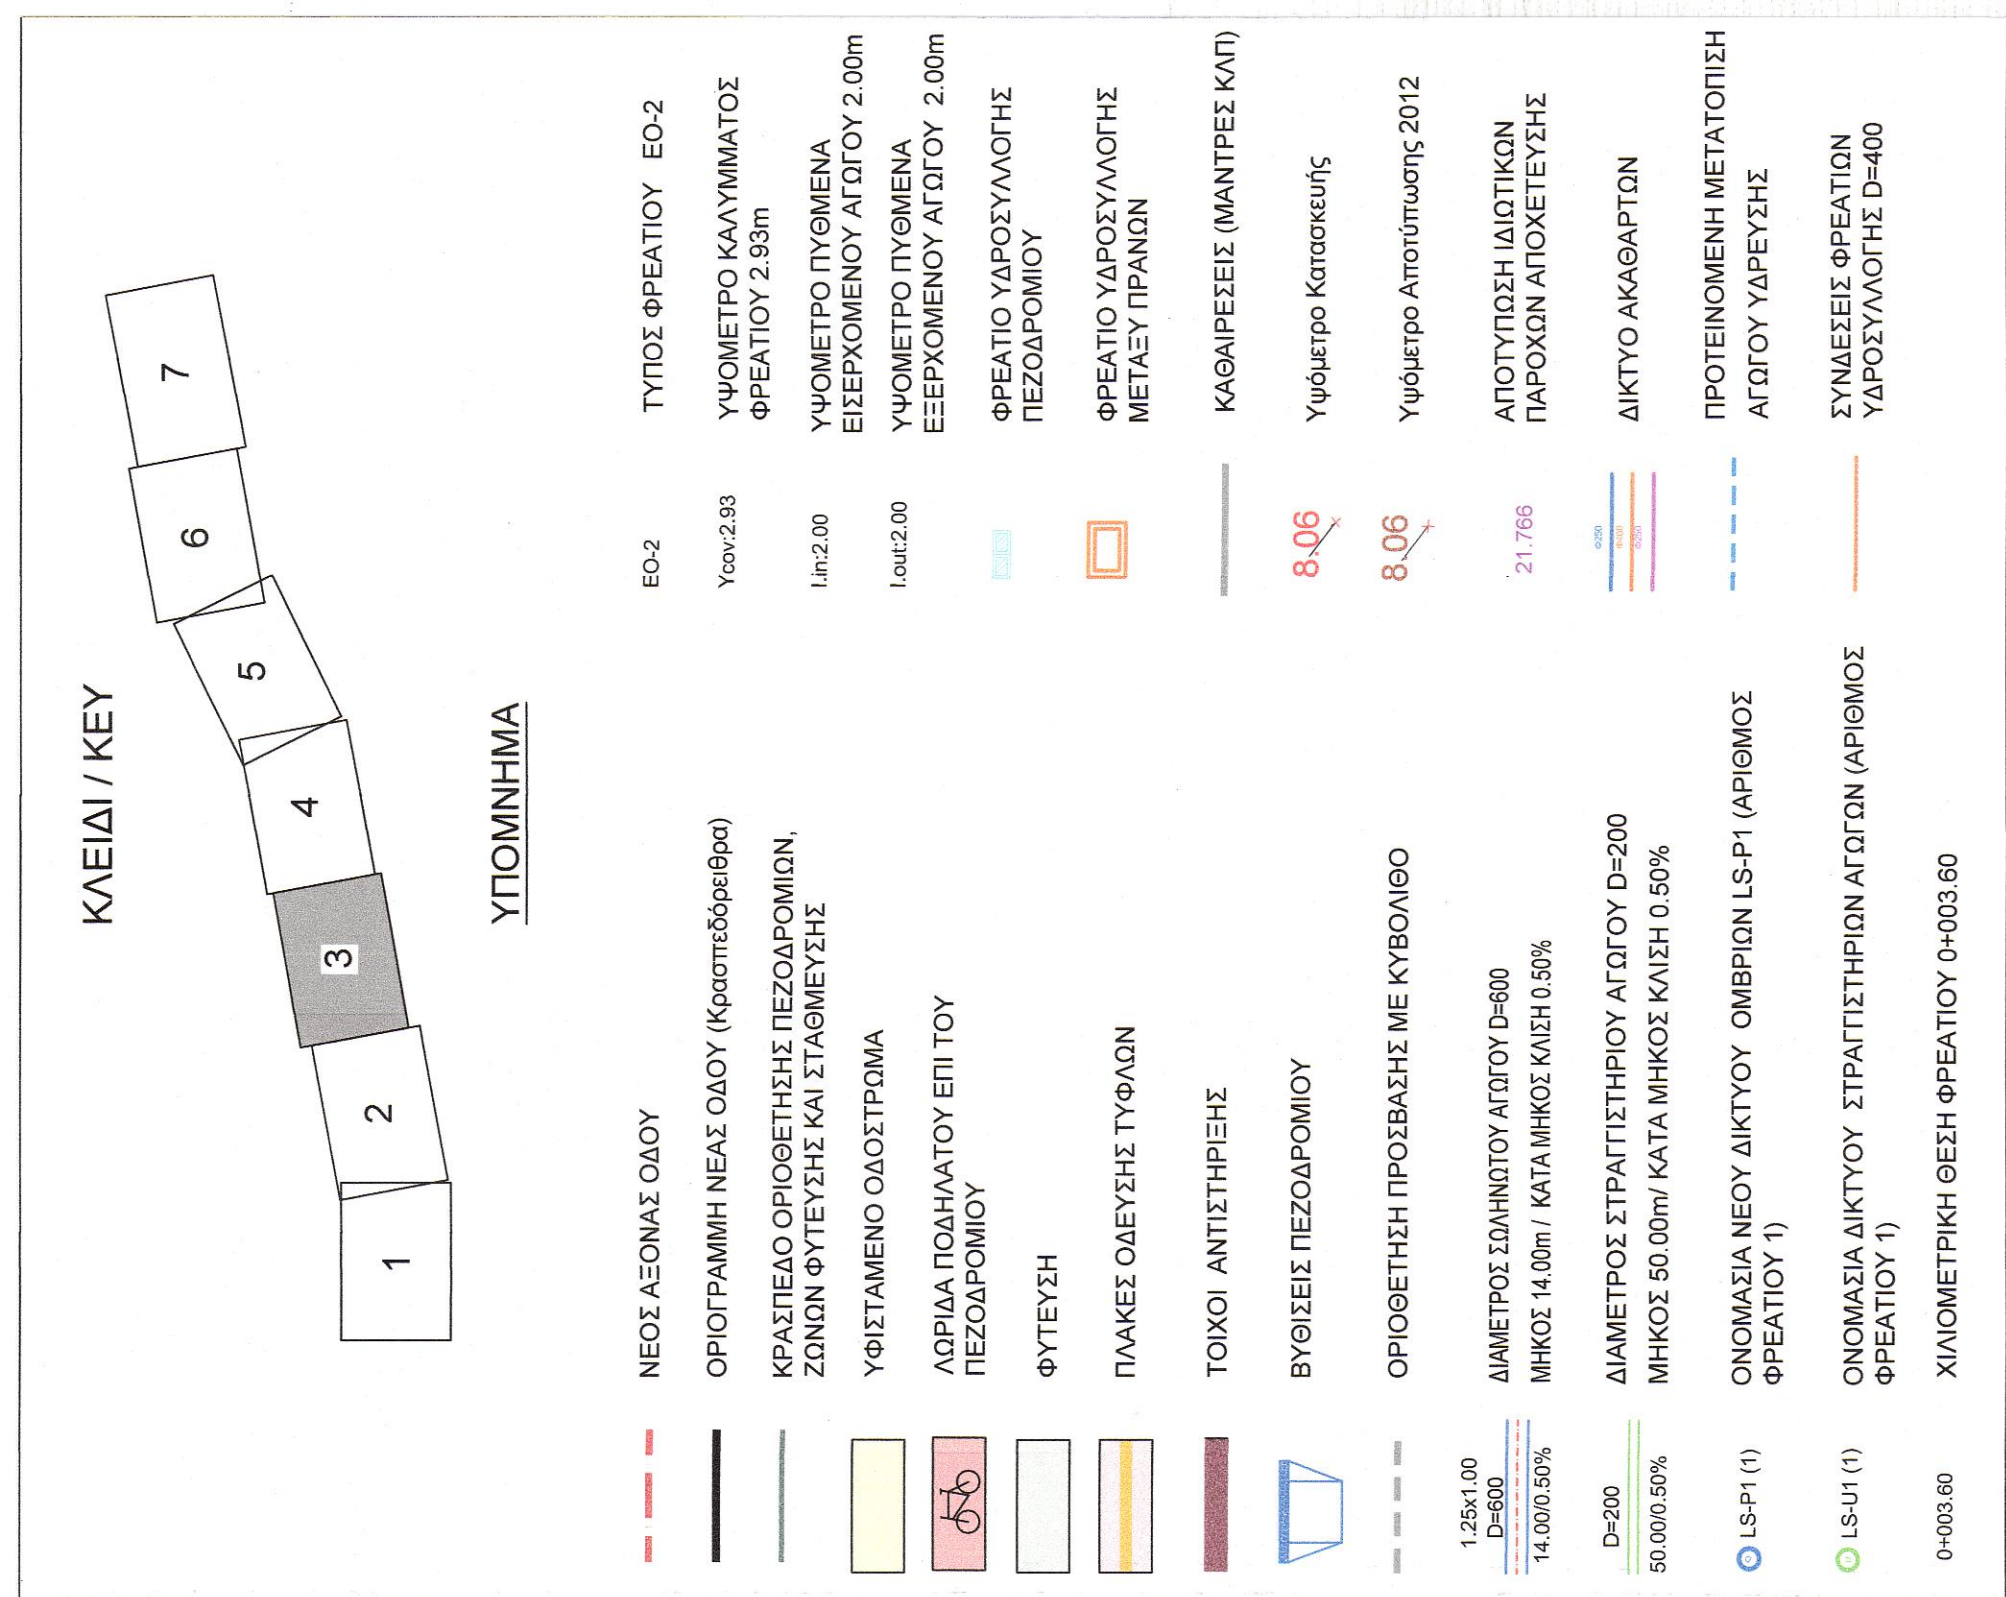 ΚΛΕΙΔΙ / KEY
1
2
3
4
5
6
7
ΥΠΟΜΝΗΜΑ
ΝΕΟΣ ΑΞΟΝΑΣ ΟΔΟΥ
ΟΡΙΟΓΡΑΜΜΗ ΝΕΑΣ ΟΔΟΥ (Κρασπεδόρειθρα)
ΚΡΑΣΠΕΔΟ ΟΡΙΟΘΕΤΗΣΗΣ ΠΕΖΟΔΡΟΜΙΩΝ,
ΖΩΝΩΝ ΦΥΤΕΥΣΗΣ ΚΑΙ ΣΤΑΘΜΕΥΣΗΣ
ΥΦΙΣΤΑΜΕΝΟ ΟΔΟΣΤΡΩΜΑ
ΛΩΡΙΔΑ ΠΟΔΗΛΑΤΟΥ ΕΠΙ ΤΟΥ
ΠΕΖΟΔΡΟΜΙΟΥ
ΦΥΤΕΥΣΗ
ΠΛΑΚΕΣ ΟΔΕΥΣΗΣ ΤΥΦΛΩΝ
ΤΟΙΧΟΙ ΑΝΤΙΣΤΗΡΙΞΗΣ
ΒΥΘΙΣΕΙΣ ΠΕΖΟΔΡΟΜΙΟΥ
ΟΡΙΟΘΕΤΗΣΗ ΠΡΟΣΒΑΣΗΣ ΜΕ ΚΥΒΟΛΙΘΟ
1.25x1.00
D=600
14.00/0.50%
ΔΙΑΜΕΤΡΟΣ ΣΩΛΗΝΩΤΟΥ ΑΓΩΓΟΥ D=600
ΜΗΚΟΣ 14.00m / ΚΑΤΑ ΜΗΚΟΣ ΚΛΙΣΗ 0.50%
D=200
50.00/0.50%
ΔΙΑΜΕΤΡΟΣ ΣΤΡΑΓΓΙΣΤΗΡΙΟΥ ΑΓΩΓΟΥ D=200
ΜΗΚΟΣ 50.00m/ ΚΑΤΑ ΜΗΚΟΣ ΚΛΙΣΗ 0.50%
LS-P1 (1)
ΟΝΟΜΑΣΙΑ ΝΕΟΥ ΔΙΚΤΥΟΥ ΟΜΒΡΙΩΝ LS-P1 (ΑΡΙΘΜΟΣ
ΦΡΕΑΤΙΟΥ 1)
LS-U1 (1)
ΟΝΟΜΑΣΙΑ ΔΙΚΤΥΟΥ ΣΤΡΑΓΓΙΣΤΗΡΙΩΝ ΑΓΩΓΩΝ (ΑΡΙΘΜΟΣ
ΦΡΕΑΤΙΟΥ 1)
0+003.60
ΧΙΛΙΟΜΕΤΡΙΚΗ ΘΕΣΗ ΦΡΕΑΤΙΟΥ 0+003.60
EO-2
ΤΥΠΟΣ ΦΡΕΑΤΙΟΥ EO-2
Ycov:2.93
ΥΨΟΜΕΤΡΟ ΚΑΛΥΜΜΑΤΟΣ
ΦΡΕΑΤΙΟΥ 2.93m
I.in:2.00
ΥΨΟΜΕΤΡΟ ΠΥΘΜΕΝΑ
ΕΙΣΕΡΧΟΜΕΝΟΥ ΑΓΩΓΟΥ 2.00m
I.out:2.00
ΥΨΟΜΕΤΡΟ ΠΥΘΜΕΝΑ
ΕΞΕΡΧΟΜΕΝΟΥ ΑΓΩΓΟΥ 2.00m
ΦΡΕΑΤΙΟ ΥΔΡΟΣΥΛΛΟΓΗΣ
ΠΕΖΟΔΡΟΜΙΟΥ
ΦΡΕΑΤΙΟ ΥΔΡΟΣΥΛΛΟΓΗΣ
ΜΕΤΑΞΥ ΠΡΑΝΩΝ
ΚΑΘΑΙΡΕΣΕΙΣ (ΜΑΝΤΡΕΣ ΚΛΠ)
8.06
Υψόμετρο Κατασκευής
8.06
Υψόμετρο Αποτύπωσης 2012
21.766
ΑΠΟΤΥΠΩΣΗ ΙΔΙΩΤΙΚΩΝ
ΠΑΡΟΧΩΝ ΑΠΟΧΕΤΕΥΣΗΣ
Φ250
Φ400
Φ250
ΔΙΚΤΥΟ ΑΚΑΘΑΡΤΩΝ
ΠΡΟΤΕΙΝΟΜΕΝΗ ΜΕΤΑΤΟΠΙΣΗ
ΑΓΩΓΟΥ ΥΔΡΕΥΣΗΣ
ΣΥΝΔΕΣΕΙΣ ΦΡΕΑΤΙΩΝ
ΥΔΡΟΣΥΛΛΟΓΗΣ D=400